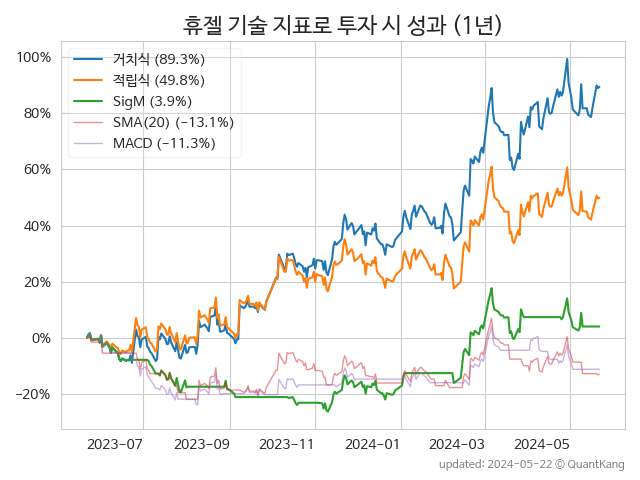 휴젤 기술 지표로 투자 시 성과 (1년)
거치식 (89.3%)
적립식 (49.8%)
SigM (3.9%)
SMA(20) (−13.1%)
MACD (−11.3%)
100%
80%
60%
40%
20%
0%
−20%
2023-07 2023-09 2023-11 2024-01 2024-03 2024-05
updated: 2024-05-22 © QuantKang